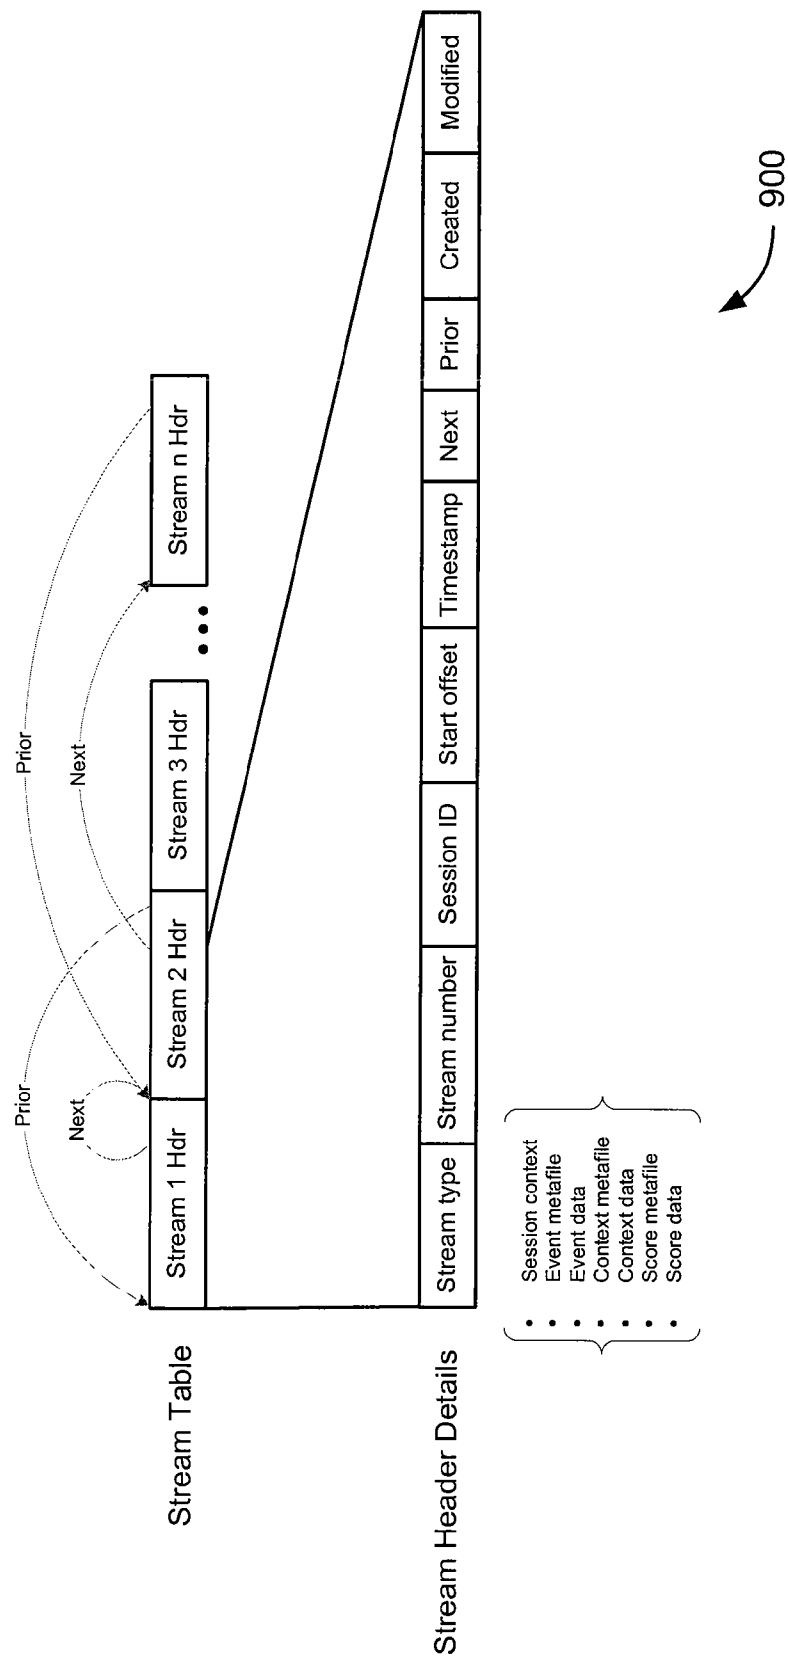 Prior
Next
Prior
Next
Stream Table
Stream 1 Hdr
Stream 2 Hdr
Stream 3 Hdr
•••
Stream n Hdr
Stream Header Details
Stream type
Stream number
Session ID
Start offset
Timestamp
Next
Prior
Created
Modified
• Session context
• Event metafile
• Event data
• Context metafile
• Context data
• Score metafile
• Score data
900